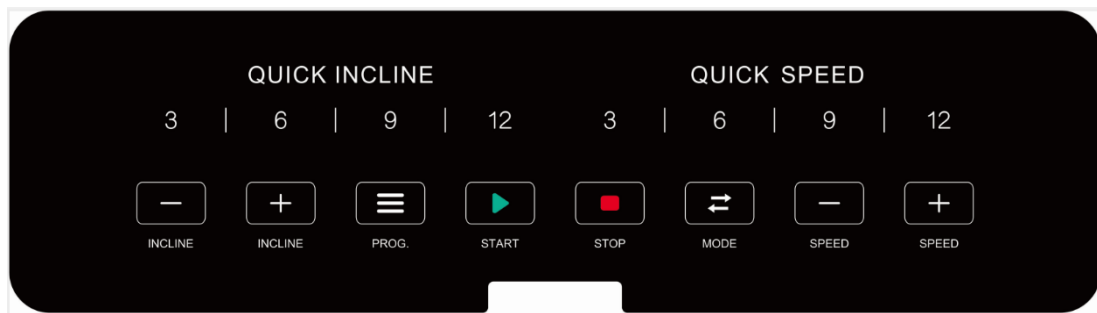 QUICK INCLINE QUICK SPEED
3 | 6 | 9 | 12 3 | 6 | 9 | 12
INCLINE INCLINE PROG. START STOP MODE SPEED SPEED